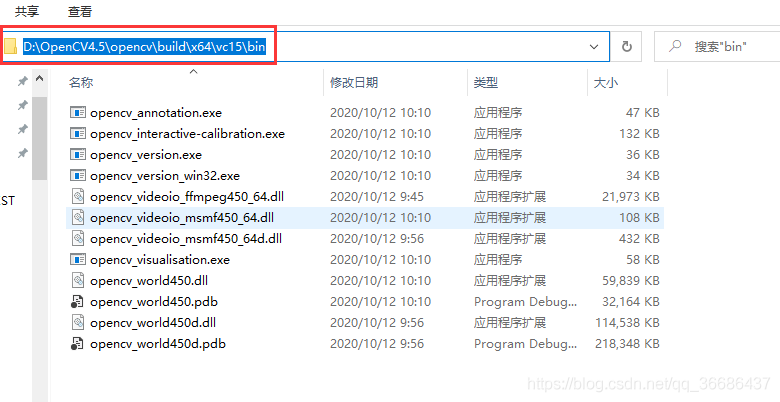 共享 查看
D:\OpenCV4.5\opencv\build\x64\vc15\bin 搜索"bin"
名称 修改日期 类型 大小
opencv_annotation.exe 2020/10/12 10:10 应用程序 47 KB
opencv_interactive-calibration.exe 2020/10/12 10:10 应用程序 132 KB
opencv_version.exe 2020/10/12 10:10 应用程序 36 KB
opencv_version_win32.exe 2020/10/12 10:10 应用程序 34 KB
opencv_videoio_ffmpeg450_64.dll 2020/10/12 9:45 应用程序扩展 21,973 KB
ST
opencv_videoio_msmf450_64.dll 2020/10/12 10:10 应用程序扩展 108 KB
opencv_videoio_msmf450_64d.dll 2020/10/12 9:56 应用程序扩展 432 KB
opencv_visualisation.exe 2020/10/12 10:10 应用程序 58 KB
opencv_world450.dll 2020/10/12 10:10 应用程序扩展 59,839 KB
opencv_world450.pdb 2020/10/12 10:10 Program Debug... 32,164 KB
opencv_world450d.dll 2020/10/12 9:56 应用程序扩展 114,538 KB
opencv_world450d.pdb 2020/10/12 9:56 Program Debug... 218,348 KB
https://blog.csdn.net/qq_36686437